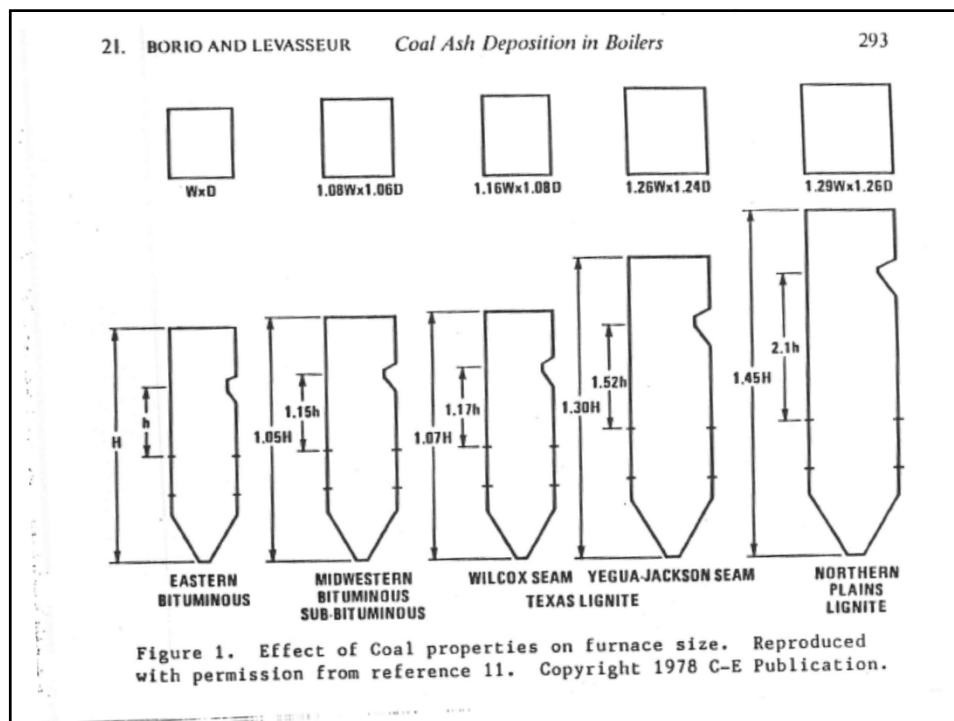 21. BORIO AND LEVASSEUR Coal Ash Deposition in Boilers 293
WxD 1.08Wx1.06D 1.16Wx1.08D 1.26Wx1.24D 1.29Wx1.26D
H
h
1.05H
1.15h
1.07H
1.17h
1.30H
1.52h
1.45H
2.1h
EASTERN
BITUMINOUS
MIDWESTERN
BITUMINOUS
SUB-BITUMINOUS
WILCOX SEAM YEGUA-JACKSON SEAM
TEXAS LIGNITE
NORTHERN
PLAINS
LIGNITE
Figure 1. Effect of Coal properties on furnace size. Reproduced
with permission from reference 11. Copyright 1978 C-E Publication.